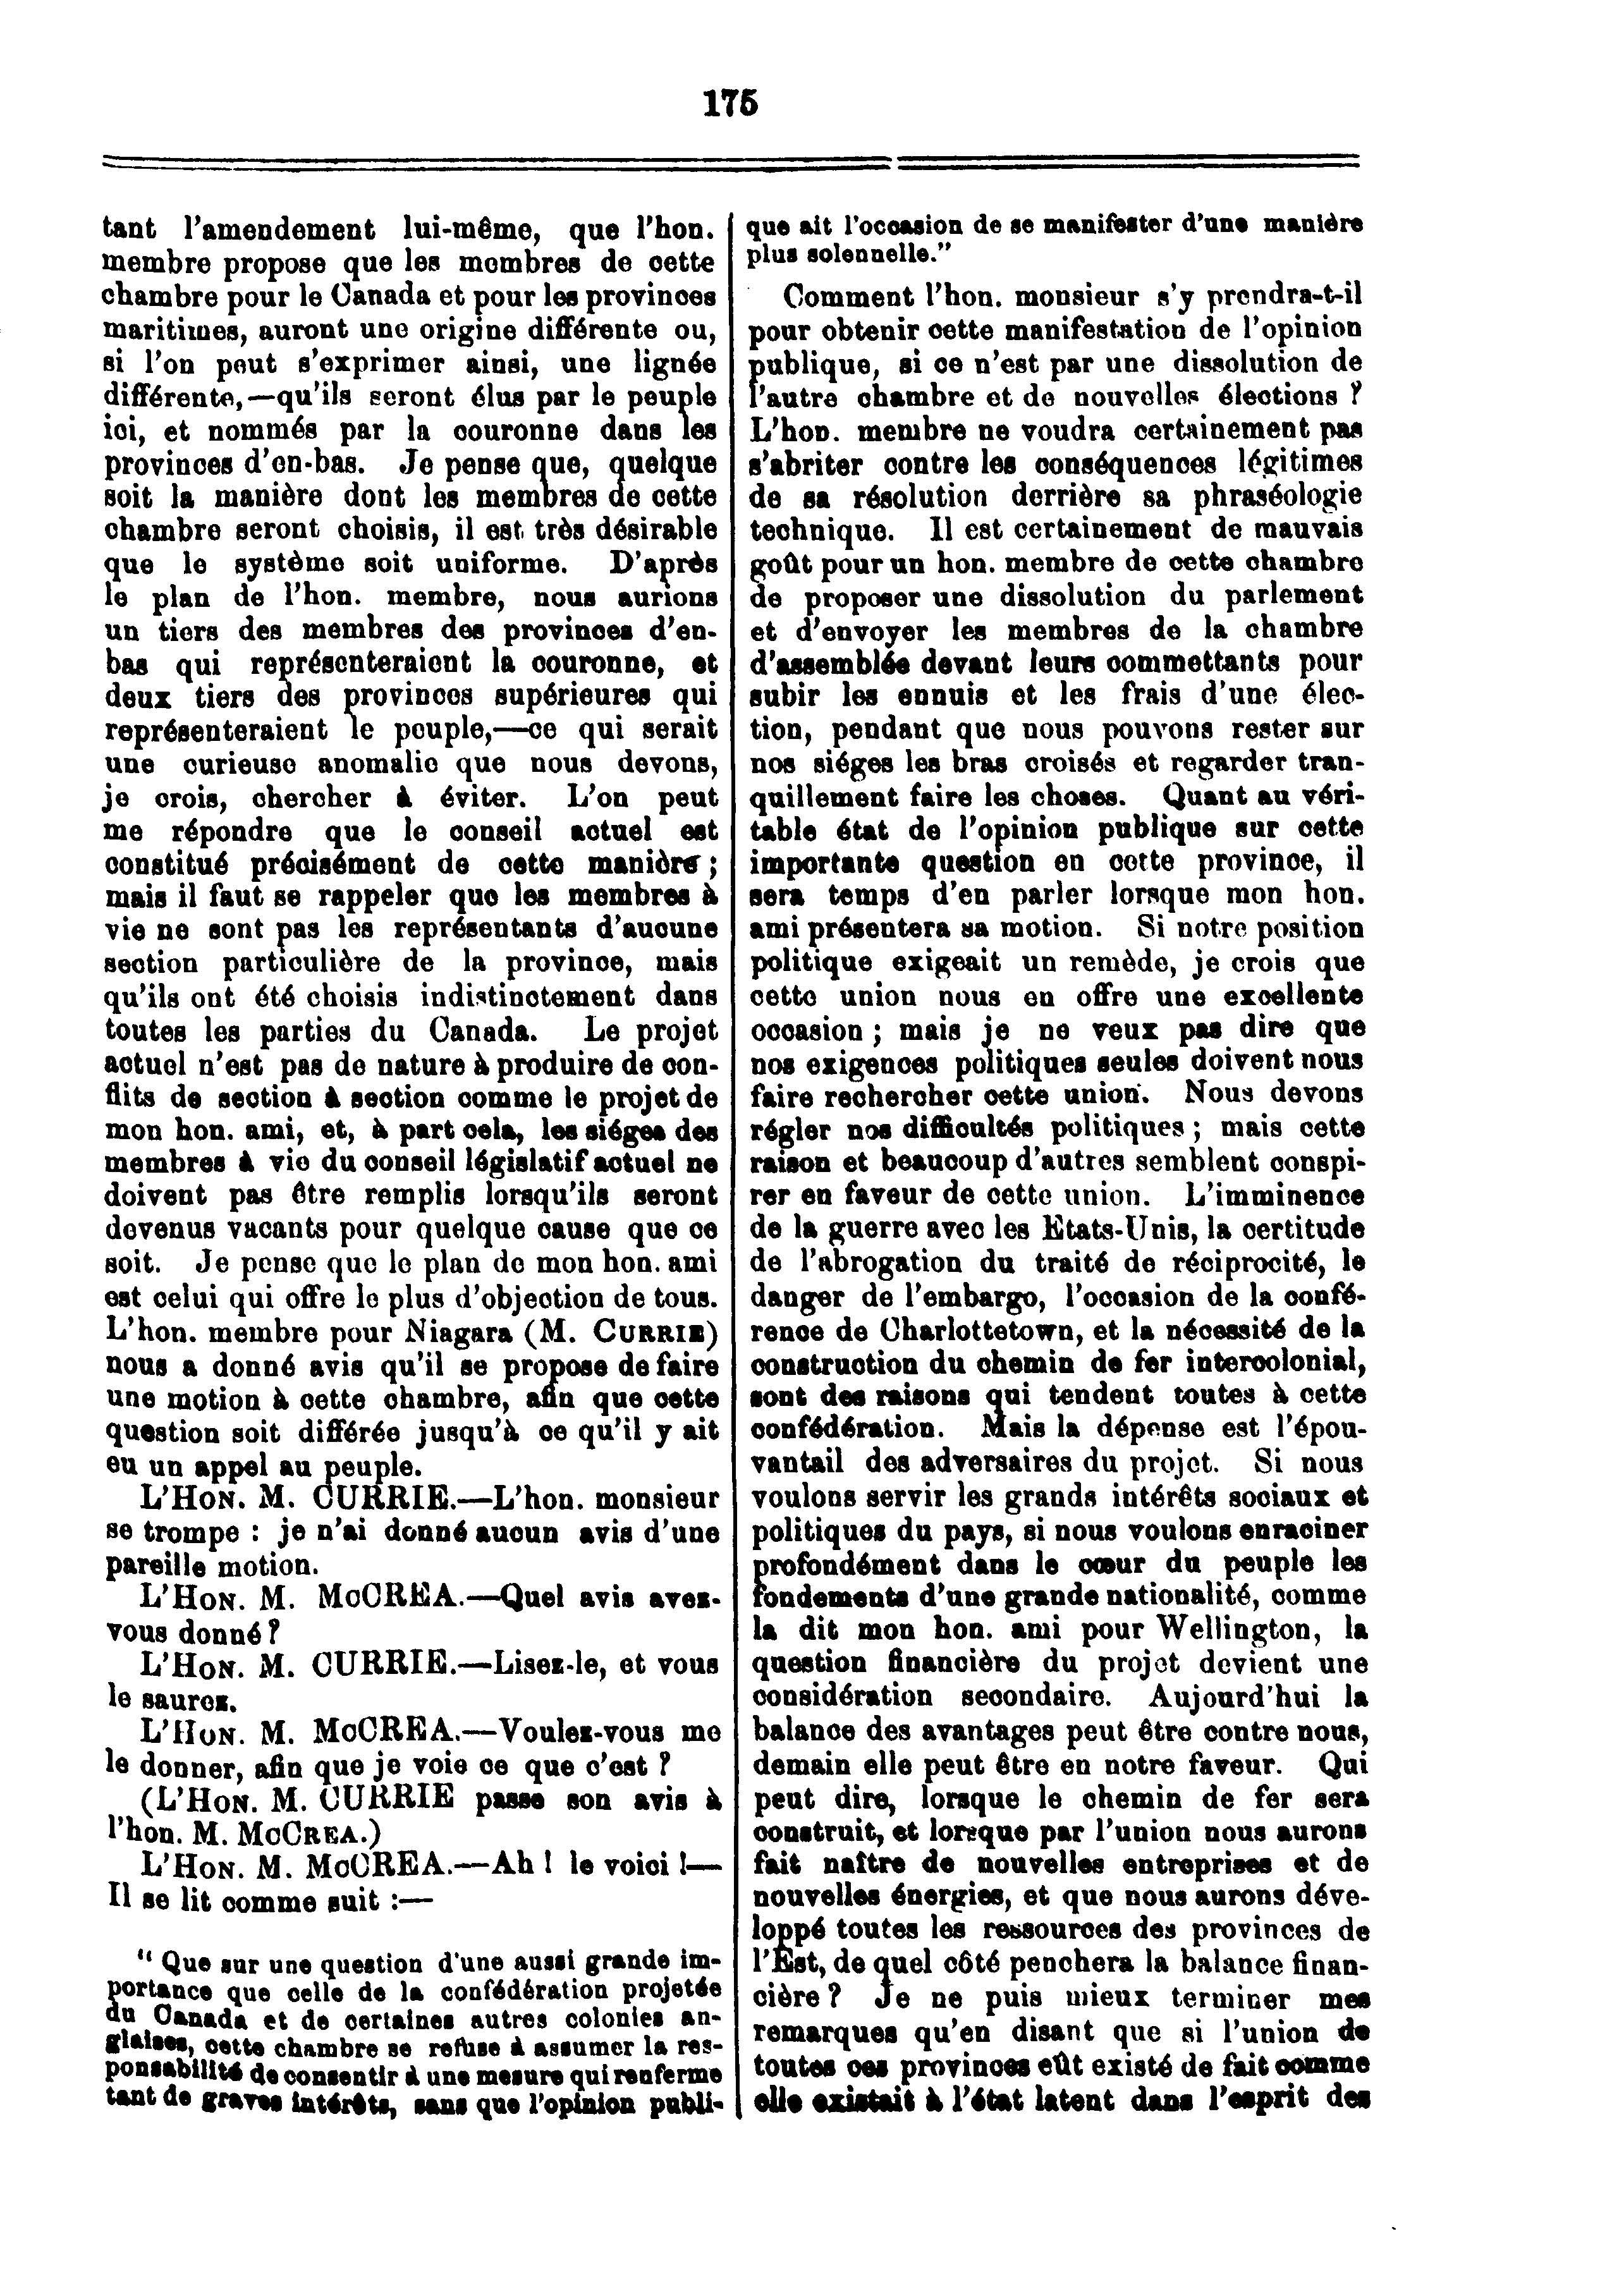 175
tant l'amendement lui-même, que l'hon.
membre propose que les membres de cette
chambre pour le Canada et pour les provinces
maritimes, auront une origine différente ou,
si l'on peut s'exprimer ainsi, une lignée
différente,—qu'ils seront élus par le peuple
ici, et nommés par la couronne dans les
provinces d'en-bas. Je pense que, quelque
soit la manière dont les membres de cette
chambre seront choisis, il est très désirable
que le système soit uniforme. D'après
le plan de l'hon. membre, nous aurions
un tiers des membres des provinces d'en-
bas qui représenteraient la couronne, et
deux tiers des provinces supérieures qui
représenteraient le peuple,—ce qui serait
une curieuse anomalie que nous devons,
je crois, chercher à éviter. L'on peut
me répondre que le conseil actuel est
constitué précisément de cette manière ;
mais il faut se rappeler que les membres à
vie ne sont pas les représentants d'aucune
section particulière de la province, mais
qu'ils ont été choisis indistinctement dans
toutes les parties du Canada. Le projet
actuel n'est pas de nature à produire de con-
flits de section à section comme le projet de
mon hon. ami, et, à part cela, les siéges des
membres à vie du conseil législatif actuel ne
doivent pas être remplis lorsqu'ils seront
devenus vacants pour quelque cause que ce
soit. Je pense que le plan de mon hon. ami
est celui qui offre le plus d'objection de tous.
L'hon. membre pour Niagara (M. CURRIE)
nous a donné avis qu'il se propose de faire
une motion à cette chambre, afin que cette
question soit différée jusqu'à ce qu'il y ait
eu un appel au peuple.
L'HON. M. CURRIE.—L'hon. monsieur
se trompe : je n'ai donné aucun avis d'une
pareille motion.
L'HON. M. McCREA.—Quel avis avez-
vous donné ?
L'HON. M. CURRIE.—Lisez-le, et vous
le saurez.
L'HON. M. McCREA.—Voulez-vous me
le donner, afin que je voie ce que c'est ?
(L'HON. M. CURRIE passe son avis à
l'hon. M. McCREA.)
L'HON. M. McCREA.—Ah ! le voici !—
Il se lit comme suit :—
" Que sur une question d'une aussi grande im-
portance que celle de la confédération projetée
du Canada et de certaines autres colonies an-
glaises, cette chambre se refuse à assumer la res-
ponsabilité de consentir à une mesure qui renferme
tant de graves intérêts, sans que l'opinion publi-
que ait l'occasion de se manifester d'une manière
plus solennelle."
Comment l'hon. monsieur s'y prendra-t-il
pour obtenir cette manifestation de l'opinion
publique, si ce n'est par une dissolution de
l'autre chambre et de nouvelles élections ?
L'hon. membre ne voudra certainement pas
s'abriter contre les conséquences légitimes
de sa résolution derrière sa phraséologie
technique. Il est certainement de mauvais
goût pour un hon. membre de cette chambre
de proposer une dissolution du parlement
et d'envoyer les membres de la chambre
d'assemblée devant leurs commettants pour
subir les ennuis et les frais d'une élec-
tion, pendant que nous pouvons rester sur
nos siéges les bras croisés et regarder tran-
quillement faire les choses. Quant au véri-
table état de l'opinion publique sur cette
importante question en cette province, il
sera temps d'en parler lorsque mon hon.
ami présentera sa motion. Si notre position
politique exigeait un remède, je crois que
cette union nous en offre une excellente
occasion ; mais je ne veux pas dire que
nos exigences politiques seules doivent nous
faire rechercher cette union. Nous devons
régler nos difficultés politiques ; mais cette
raison et beaucoup d'autres semblent conspi-
rer en faveur de cette union. L'imminence
de la guerre avec les Etats-Unis, la certitude
de l'abrogation du traité de réciprocité, le
danger de l'embargo, l'occasion de la confé-
rence de Charlottetown, et la nécessité de la
construction du chemin de fer intercolonial,
sont des raisons qui tendent toutes à cette
confédération. Mais la dépense est l'épou-
vantail des adversaires du projet. Si nous
voulons servir les grands intérêts sociaux et
politiques du pays, si nous voulons enraciner
profondément dans le cœur du peuple les
fondements d'une grande nationalité, comme
la dit mon hon. ami pour Wellington, la
question financière du projet devient une
considération secondaire. Aujourd'hui la
balance des avantages peut être contre nous,
demain elle peut être en notre faveur. Qui
peut dire, lorsque le chemin de fer sera
construit, et lorsque par l'union nous aurons
fait naître de nouvelles entreprises et de
nouvelles énergies, et que nous aurons déve-
loppé toutes les ressources des provinces de
l'Est, de quel côté penchera la balance finan-
cière ? Je ne puis mieux terminer mes
remarques qu'en disant que si l'union de
toutes ces provinces eût existé de fait comme
elle existait à l'état latent dans l'esprit des